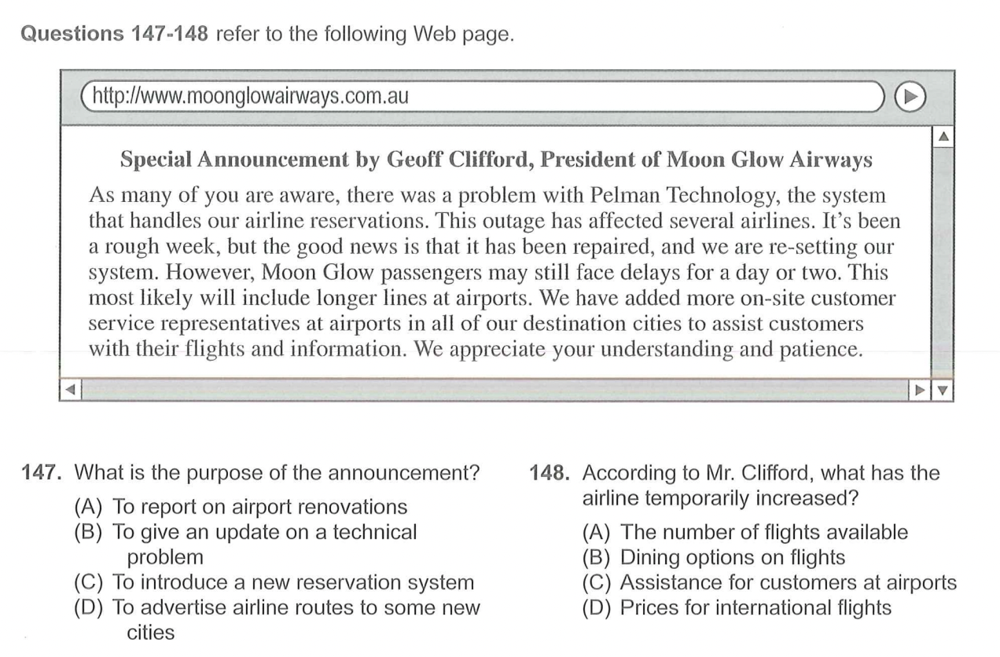 Questions 147-148 refer to the following Web page.
http://www.moonglowairways.com.au
Special Announcement by Geoff Clifford, President of Moon Glow Airways
As many of you are aware, there was a problem with Pelman Technology, the system
that handles our airline reservations. This outage has affected several airlines. It's been
a rough week, but the good news is that it has been repaired, and we are re-setting our
system. However, Moon Glow passengers may still face delays for a day or two. This
most likely will include longer lines at airports. We have added more on-site customer
service representatives at airports in all of our destination cities to assist customers
with their flights and information. We appreciate your understanding and patience.
147. What is the purpose of the announcement?
(A) To report on airport renovations
(B) To give an update on a technical
problem
(C) To introduce a new reservation system
(D) To advertise airline routes to some new
cities
148. According to Mr. Clifford, what has the
airline temporarily increased?
(A) The number of flights available
(B) Dining options on flights
(C) Assistance for customers at airports
(D) Prices for international flights